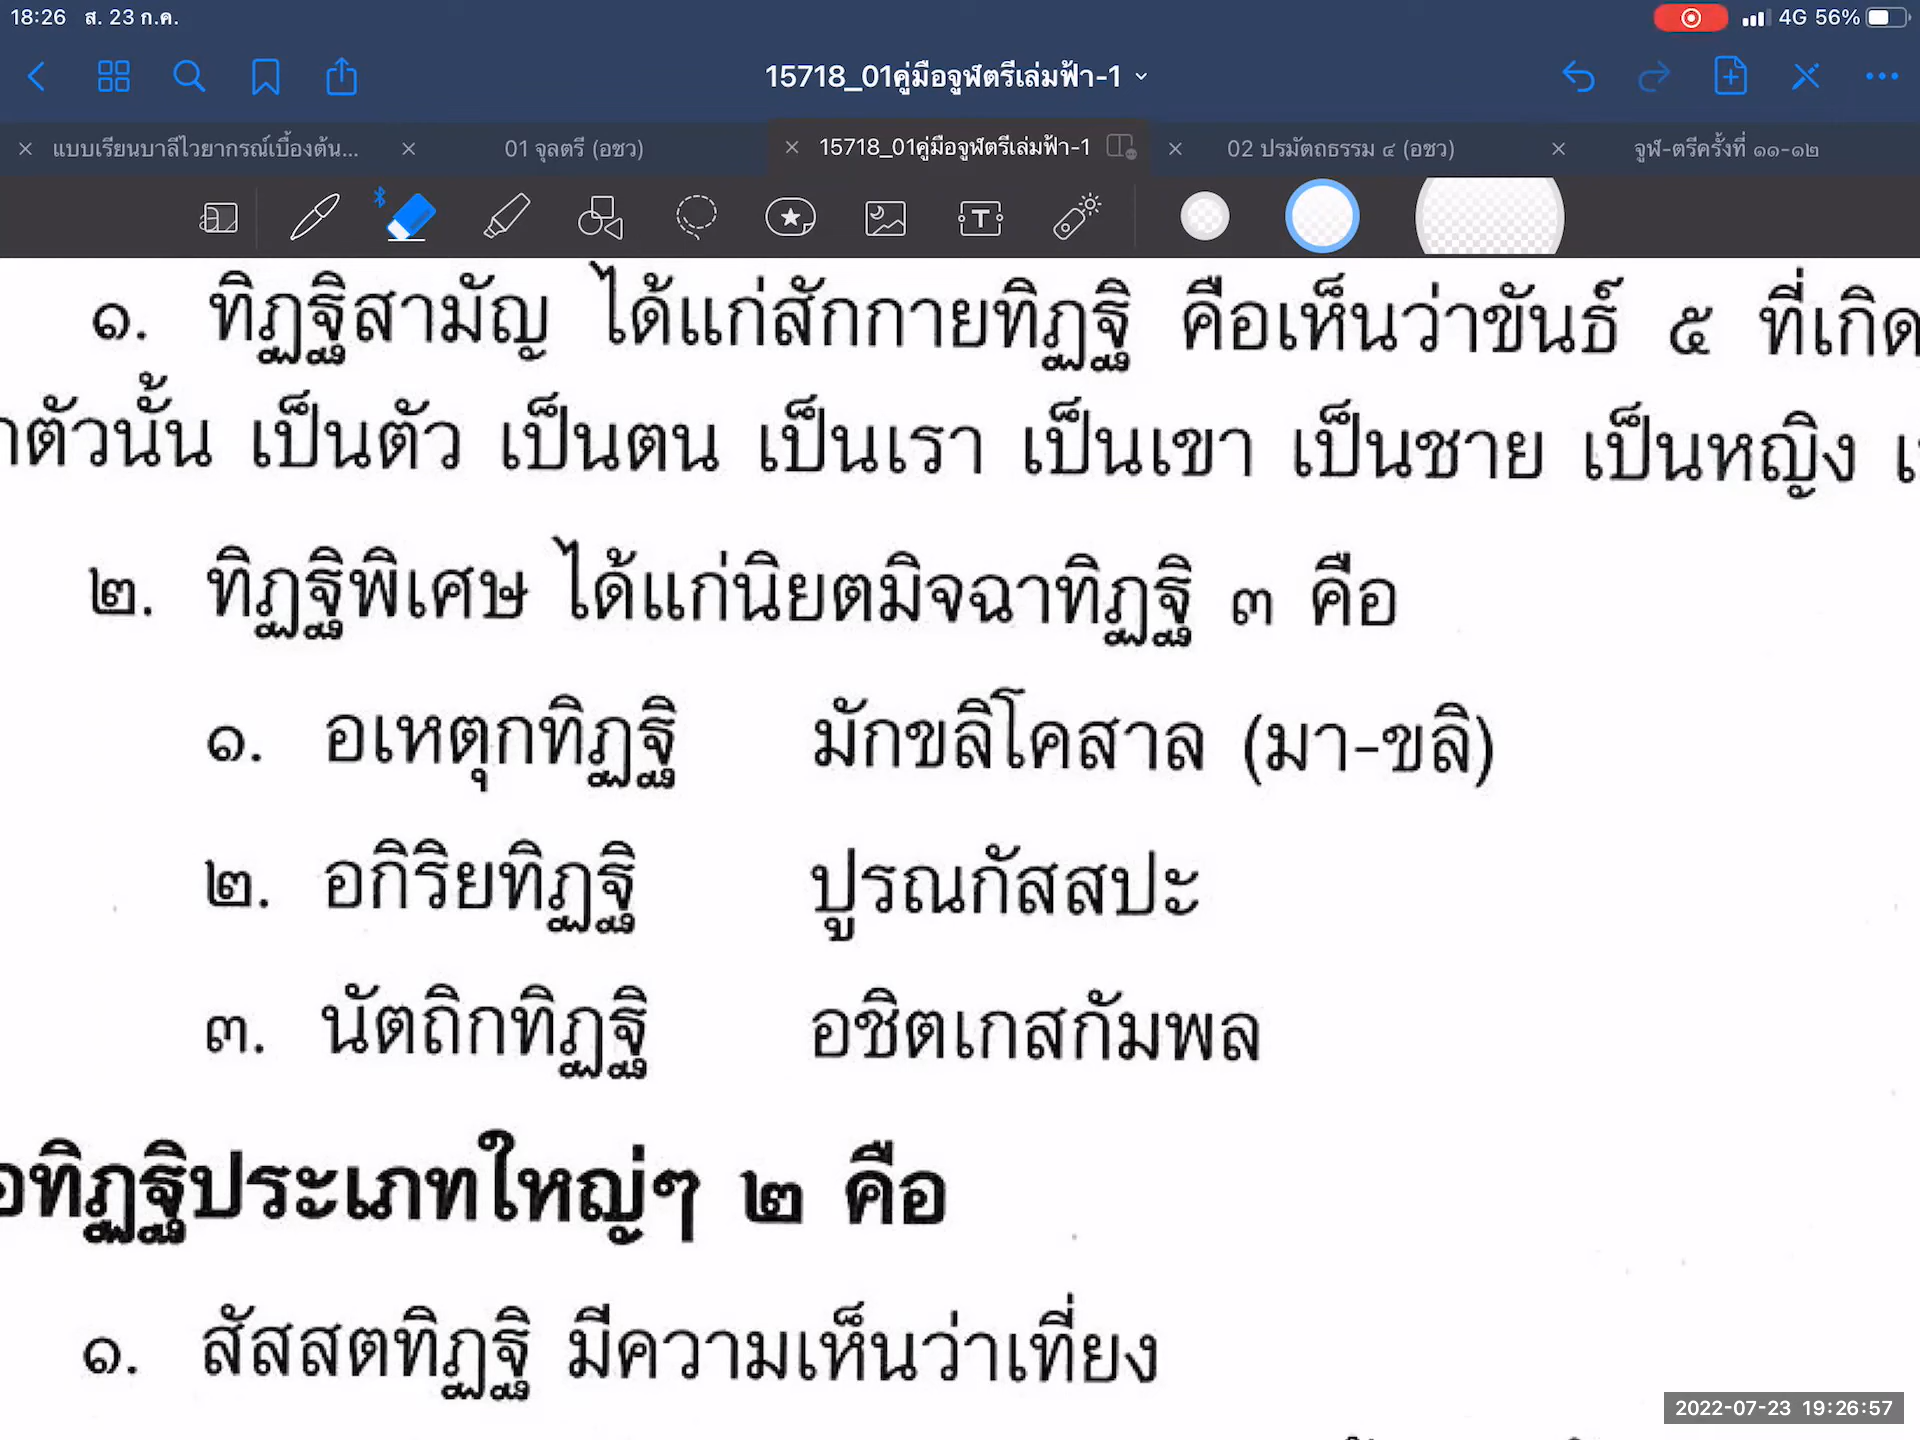 18:26 ส. 23 ก.ค.
4G 56%
15718_01คู่มือจูฬตรีเล่มฟ้า-1
แบบเรียนบาลีไวยากรณ์เบื้องต้น...
01 จุลตรี (อชว)
15718_01คู่มือจูฬตรีเล่มฟ้า-1
02 ปรมัตถธรรม ๔ (อชว)
จูฬ-ตรีครั้งที่ ๑๑-๑๒
๑. ทิฏฐิสามัญ ได้แก่สักกายทิฏฐิ คือเห็นว่าขันธ์ ๕ ที่เกิด
ตัวนั้น เป็นตัว เป็นตน เป็นเรา เป็นเขา เป็นชาย เป็นหญิง
๒. ทิฏฐิพิเศษ ได้แก่นิยตมิจฉาทิฏฐิ ๓ คือ
๑. อเหตุกทิฏฐิ มักขลิโคสาล (มา-ขลิ)
๒. อกิริยทิฏฐิ ปูรณกัสสปะ
๓. นัตถิกทิฏฐิ อชิตเกสกัมพล
อทิฏฐิประเภทใหญ่ๆ ๒ คือ
๑. สัสสตทิฏฐิ มีความเห็นว่าเที่ยง
2022-07-23 19:26:57